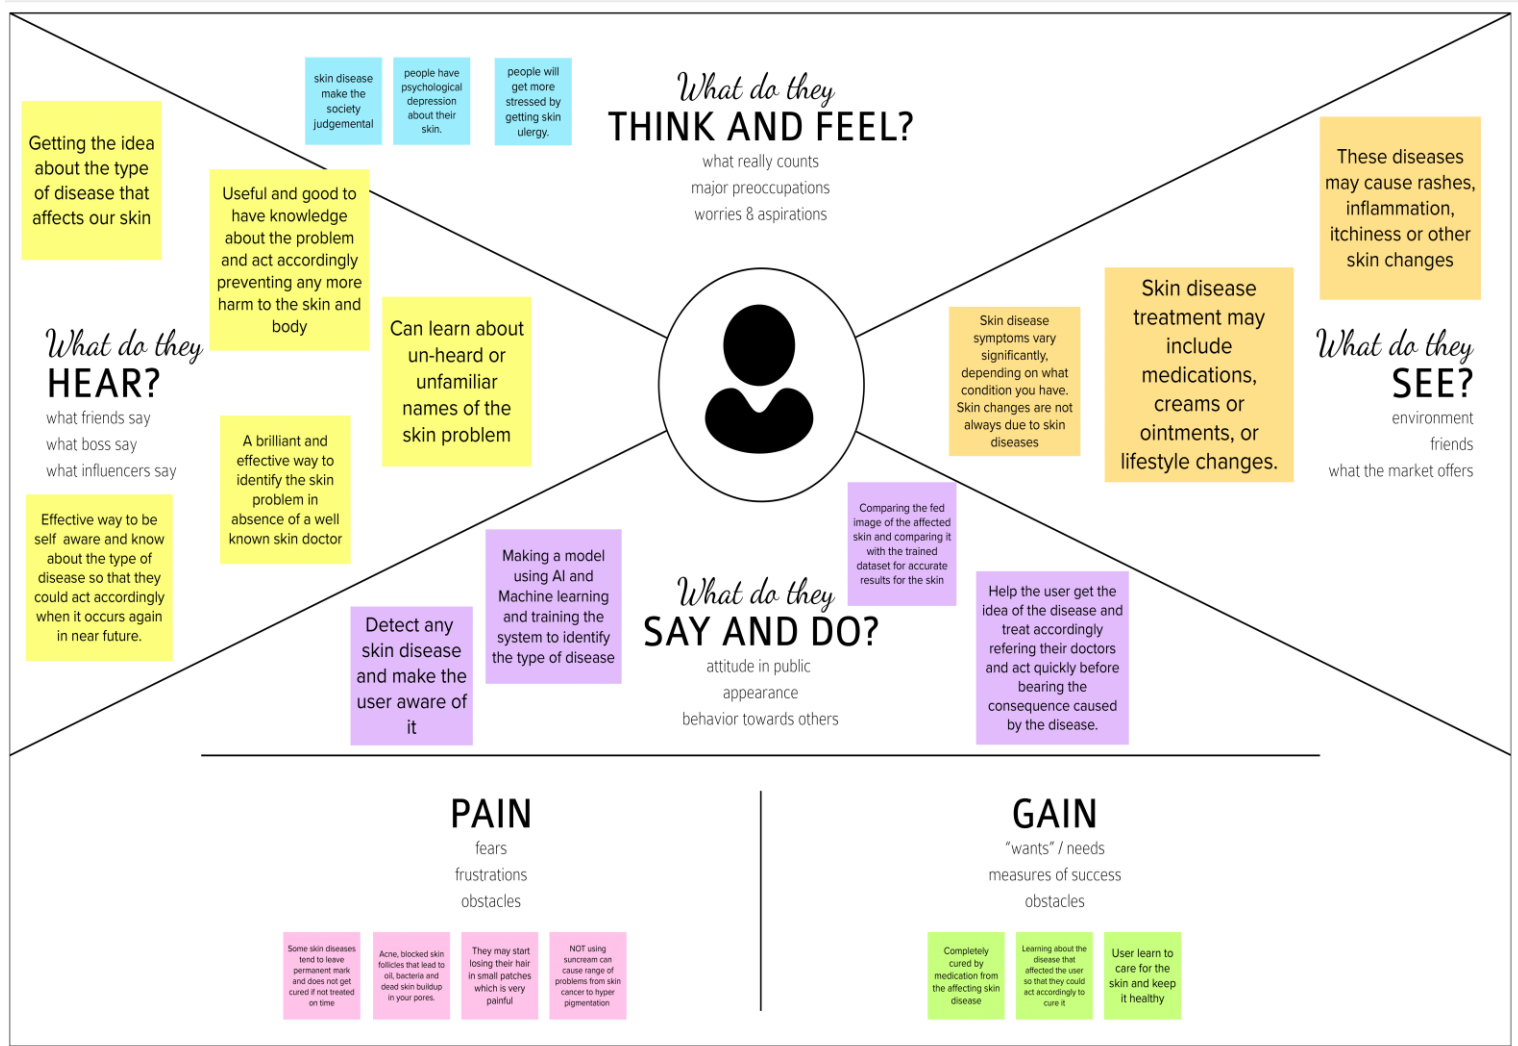 skin disease
make the
society
judgemental
people have
psychological
depression
about their
skin.
people will
get more
stressed by
getting skin
ulergy.
What do they
THINK AND FEEL?
what really counts
major preoccupations
worries & aspirations
Getting the idea
about the type
of disease that
affects our skin
Useful and good to
have knowledge
about the problem
and act accordingly
preventing any more
harm to the skin and
body
Can learn about
un-heard or
unfamiliar
names of the
skin problem
What do they
HEAR?
what friends say
what boss say
what influencers say
A brilliant and
effective way to
identify the skin
problem in
absence of a well
known skin doctor
Effective way to be
self aware and know
about the type of
disease so that they
could act accordingly
when it occurs again
in near future.
These diseases
may cause rashes,
inflammation,
itchiness or other
skin changes
Skin disease
treatment may
include
medications,
creams or
ointments, or
lifestyle changes.
Skin disease
symptoms vary
significantly,
depending on what
condition you have.
Skin changes are not
always due to skin
diseases
What do they
SEE?
environment
friends
what the market offers
Detect any
skin disease
and make the
user aware of
it
Making a model
using AI and
Machine learning
and training the
system to identify
the type of disease
What do they
SAY AND DO?
attitude in public
appearance
behavior towards others
Comparing the fed
image of the affected
skin and comparing it
with the trained
dataset for accurate
results for the skin
Help the user get the
idea of the disease and
treat accordingly
refering their doctors
and act quickly before
bearing the
consequence caused
by the disease.
PAIN
fears
frustrations
obstacles
Some skin diseases
tend to leave
permanent mark
and does not get
cured if not treated
on time
Acne, blocked skin
follicles that lead to
oil, bacteria and
dead skin buildup
in your pores.
They may start
losing their hair
in small patches
which is very
painful
NOT using
suncream can
cause range of
problems from skin
cancer to hyper
pigmentation
GAIN
"wants" / needs
measures of success
obstacles
Completely
cured by
medication from
the affecting skin
disease
Learning about the
disease that
affected the user
so that they could
act accordingly to
cure it
User learn to
care for the
skin and keep
it healthy